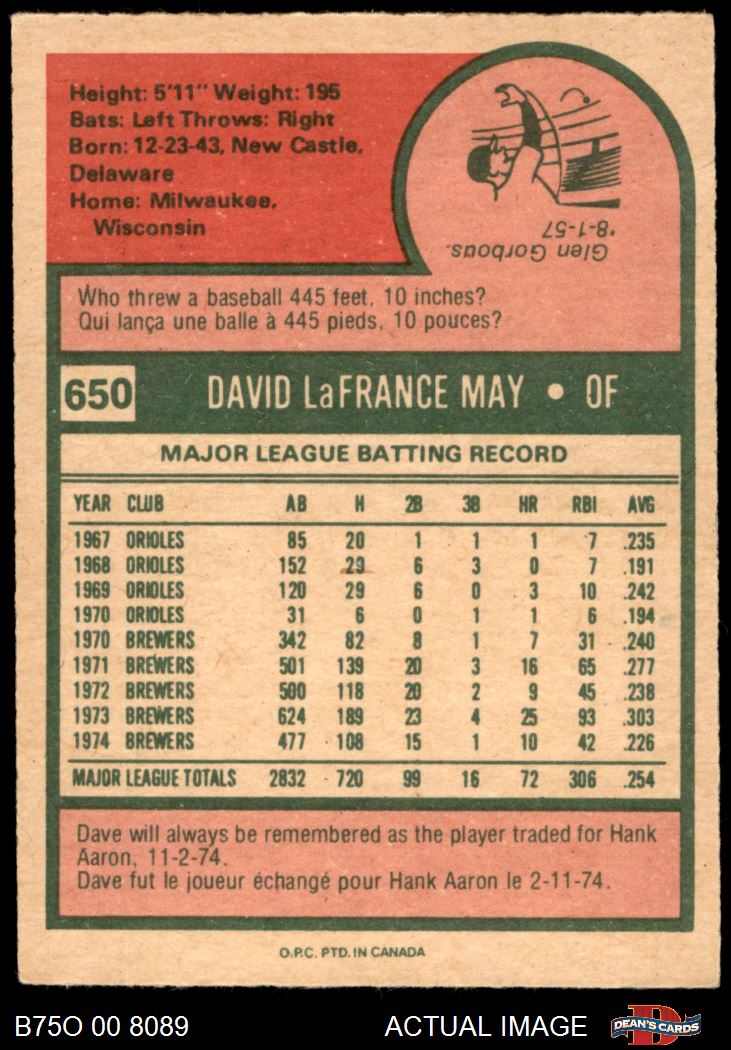 Height: 5'11" Weight: 195
Bats: Left Throws: Right
Born: 12-23-43, New Castle,
Delaware
Home: Milwaukee,
Wisconsin
Glen Gorbous,
'8-1-57
Who threw a baseball 445 feet, 10 inches?
Qui lança une balle à 445 pieds, 10 pouces?
650 DAVID LaFRANCE MAY • OF
MAJOR LEAGUE BATTING RECORD
YEAR CLUB AB H 2B 3B HR RBI AVG
1967 ORIOLES 85 20 1 1 1 7 .235
1968 ORIOLES 152 29 6 3 0 7 .191
1969 ORIOLES 120 29 6 0 3 10 .242
1970 ORIOLES 31 6 0 1 1 6 .194
1970 BREWERS 342 82 8 1 7 31 .240
1971 BREWERS 501 139 20 3 16 65 .277
1972 BREWERS 500 118 20 2 9 45 .238
1973 BREWERS 624 189 23 4 25 93 .303
1974 BREWERS 477 108 15 1 10 42 .226
MAJOR LEAGUE TOTALS 2832 720 99 16 72 306 .254
Dave will always be remembered as the player traded for Hank
Aaron, 11-2-74.
Dave fut le joueur échangé pour Hank Aaron le 2-11-74.
O.P.C. PTD. IN CANADA
B75O 00 8089 ACTUAL IMAGE DEAN'S CARDS